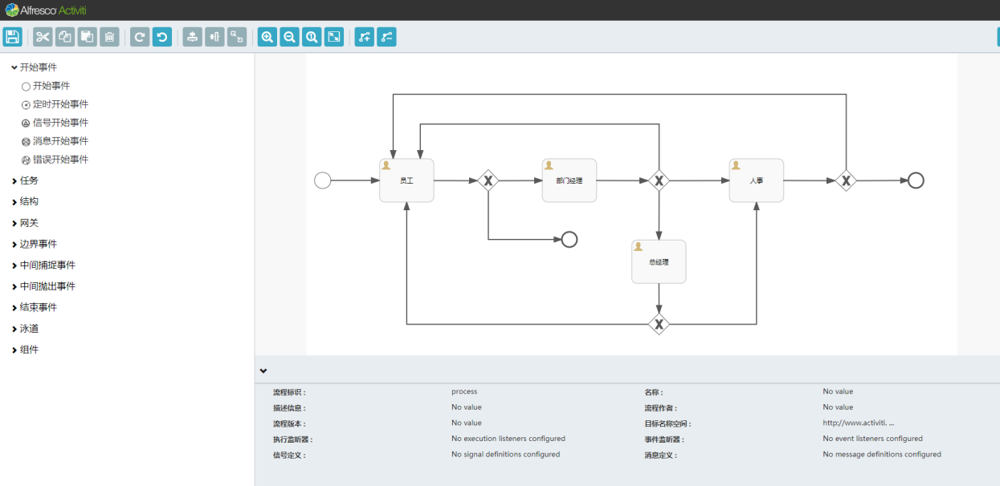 Alfresco Activiti
开始事件
开始事件
定时开始事件
信号开始事件
消息开始事件
错误开始事件
任务
结构
网关
边界事件
中间捕捉事件
中间抛出事件
结束事件
泳道
组件
员工
X
部门经理
X
人事
X
总经理
X
流程标识 : process 名称 : No value
描述信息 : No value 流程作者 : No value
流程版本 : No value 目标名称空间 : http://www.activiti. ...
执行监听器 : No execution listeners configured 事件监听器 : No event listeners configured
信号定义 : No signal definitions configured 消息定义 : No message definitions configured